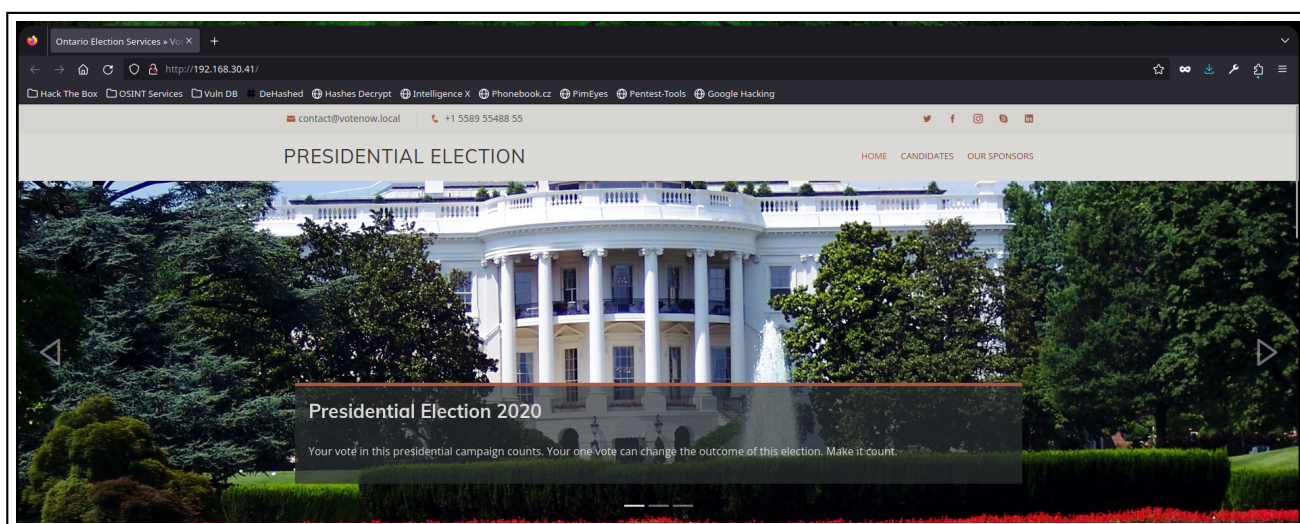 Ontario Election Services » Vo
http://192.168.30.41/
Hack The Box OSINT Services Vuln DB DeHashed Hashes Decrypt Intelligence X Phonebook.cz PimEyes Pentest-Tools Google Hacking
contact@votenow.local +1 5589 55488 55
PRESIDENTIAL ELECTION HOME CANDIDATES OUR SPONSORS
Presidential Election 2020
Your vote in this presidential campaign counts. Your one vote can change the outcome of this election. Make it count.